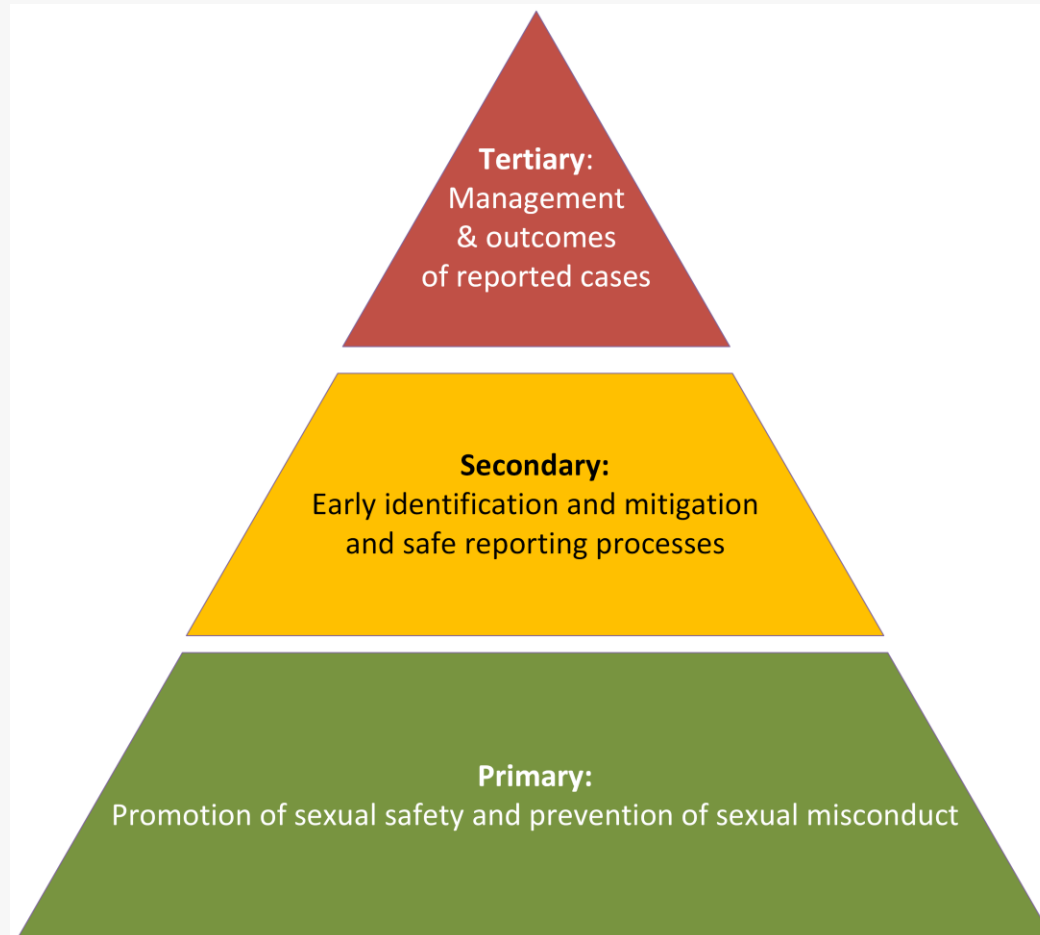 Tertiary:
Management
& outcomes
of reported cases
Secondary:
Early identification and mitigation
and safe reporting processes
Primary:
Promotion of sexual safety and prevention of sexual misconduct